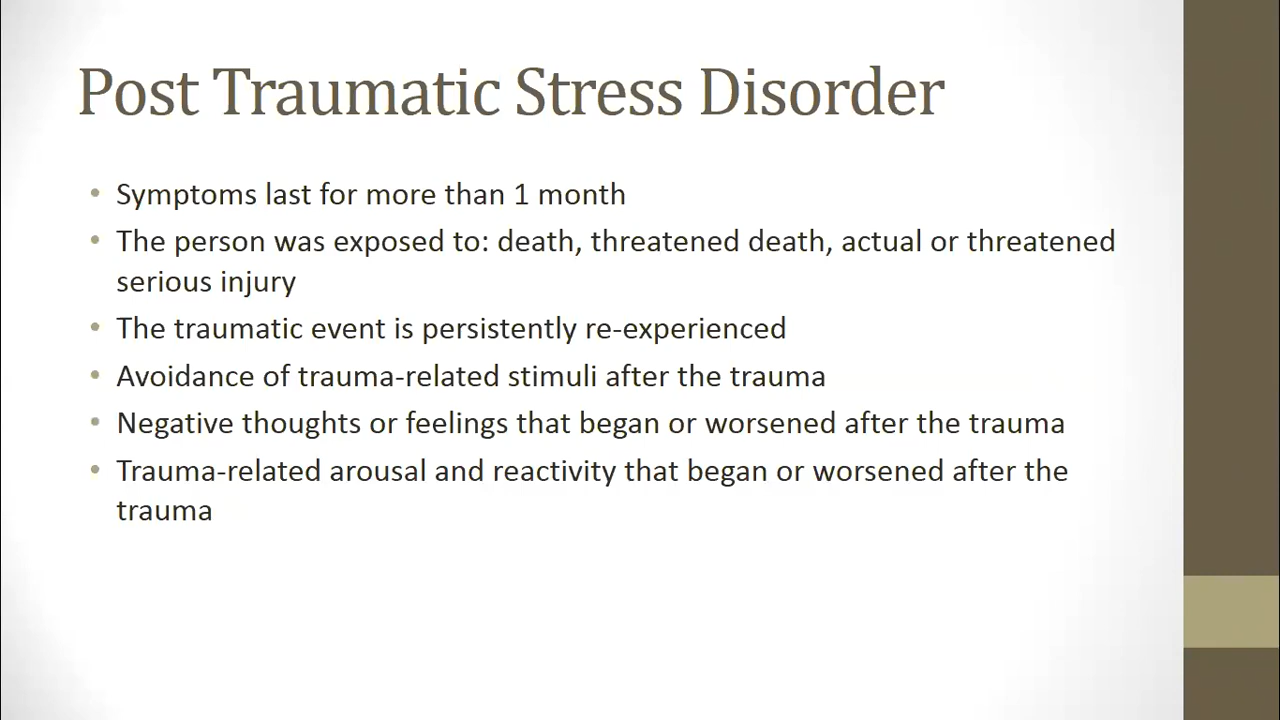 Post Traumatic Stress Disorder
• Symptoms last for more than 1 month
• The person was exposed to: death, threatened death, actual or threatened
serious injury
• The traumatic event is persistently re-experienced
• Avoidance of trauma-related stimuli after the trauma
• Negative thoughts or feelings that began or worsened after the trauma
• Trauma-related arousal and reactivity that began or worsened after the
trauma